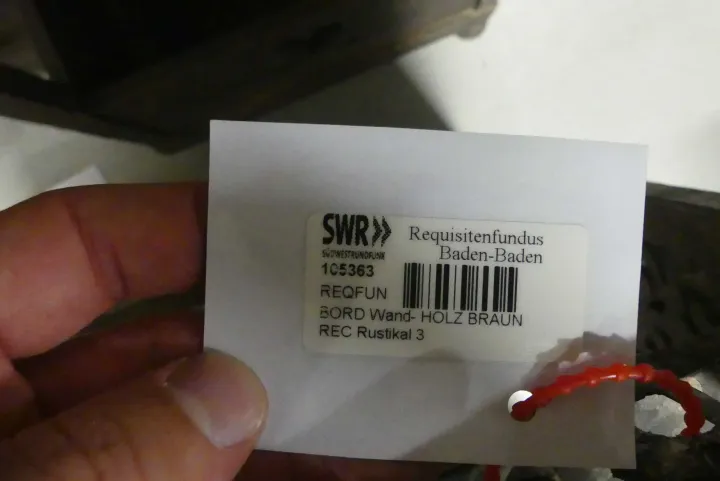 SWR»
SÜDWESTRUNDFUNK
Requisitenfundus
Baden-Baden
105363
REQFUN
BORD Wand- HOLZ BRAUN
REC Rustikal 3